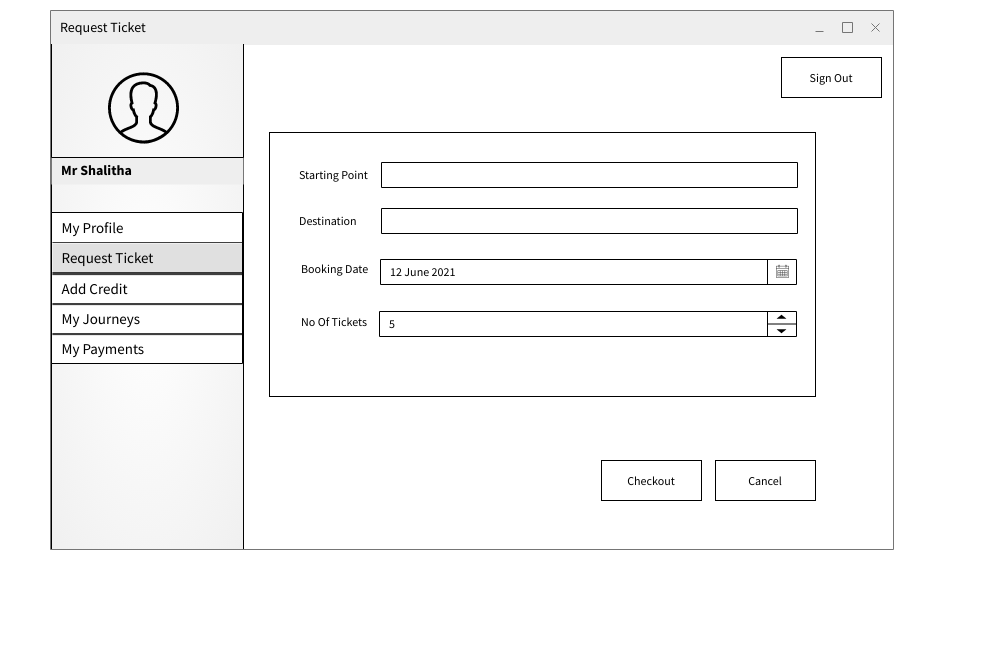 Request Ticket
Sign Out
Mr Shalitha
My Profile
Request Ticket
Add Credit
My Journeys
My Payments
Starting Point
Destination
Booking Date 12 June 2021
No Of Tickets 5
Checkout Cancel